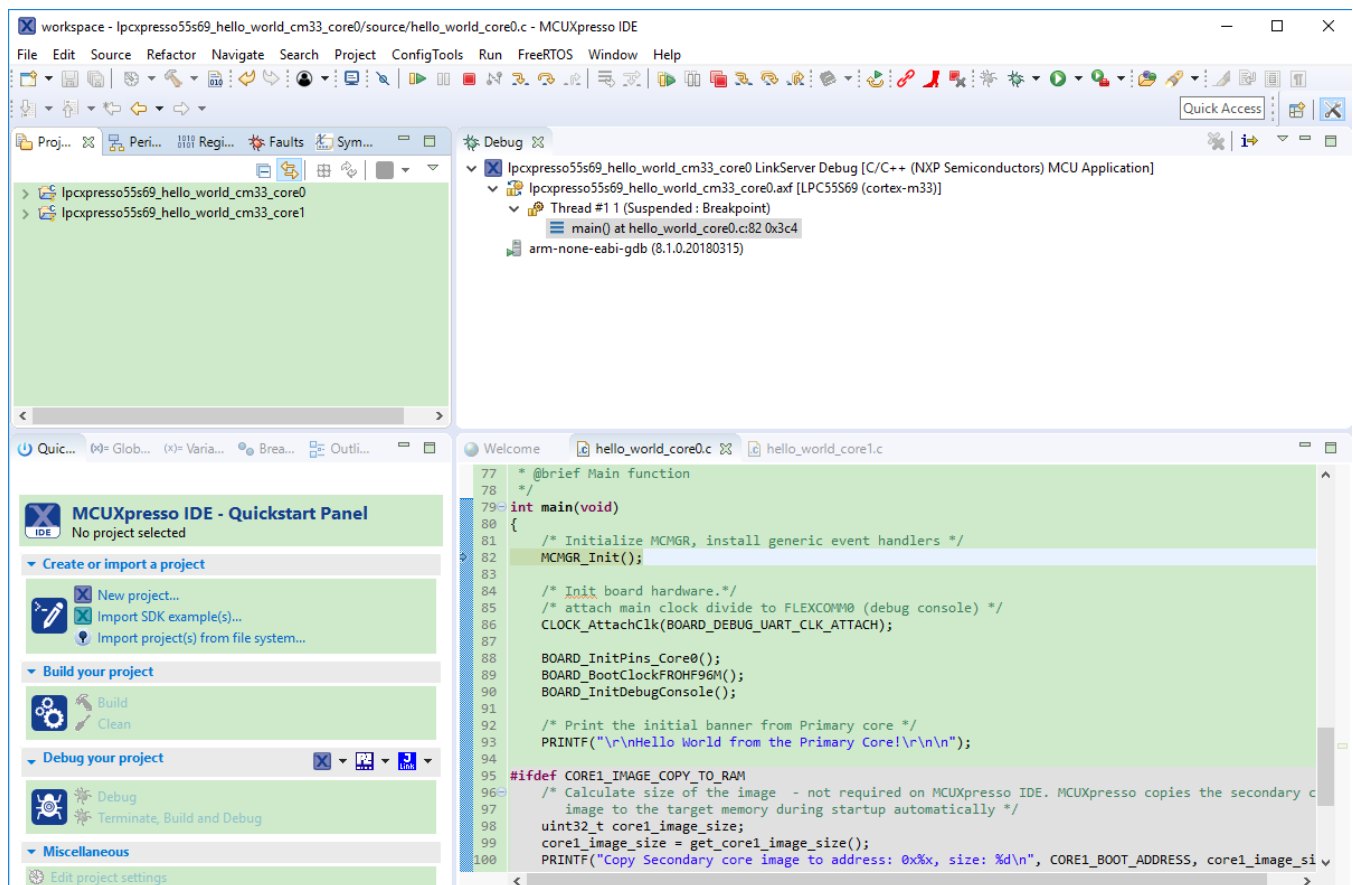 workspace - lpcxpresso55s69_hello_world_cm33_core0/source/hello_world_core0.c - MCUXpresso IDE
File Edit Source Refactor Navigate Search Project ConfigTools Run FreeRTOS Window Help
Quick Access
Proj... Peri... Regi... Faults Sym...
lpcxpresso55s69_hello_world_cm33_core0
lpcxpresso55s69_hello_world_cm33_core1
Debug
lpcxpresso55s69_hello_world_cm33_core0 LinkServer Debug [C/C++ (NXP Semiconductors) MCU Application]
lpcxpresso55s69_hello_world_cm33_core0.axf [LPC55S69 (cortex-m33)]
Thread #1 1 (Suspended : Breakpoint)
main() at hello_world_core0.c:82 0x3c4
arm-none-eabi-gdb (8.1.0.20180315)
Quic... (x)= Glob... (x)= Varia... Brea... Outli...
IDE
MCUXpresso IDE - Quickstart Panel
No project selected
Create or import a project
New project...
Import SDK example(s)...
Import project(s) from file system...
Build your project
Build
Clean
Debug your project
Debug
Terminate, Build and Debug
Miscellaneous
Edit project settings
Welcome hello_world_core0.c hello_world_core1.c
77 * @brief Main function
78 */
79 int main(void)
80 {
81 /* Initialize MCMGR, install generic event handlers */
82 MCMGR_Init();
83
84 /* Init board hardware.*/
85 /* attach main clock divide to FLEXCOMM0 (debug console) */
86 CLOCK_AttachClk(BOARD_DEBUG_UART_CLK_ATTACH);
87
88 BOARD_InitPins_Core0();
89 BOARD_BootClockFROHF96M();
90 BOARD_InitDebugConsole();
91
92 /* Print the initial banner from Primary core */
93 PRINTF("\r\nHello World from the Primary Core!\r\n\n");
94
95 #ifdef CORE1_IMAGE_COPY_TO_RAM
96 /* Calculate size of the image - not required on MCUXpresso IDE. MCUXpresso copies the secondary c
97 image to the target memory during startup automatically */
98 uint32_t core1_image_size;
99 core1_image_size = get_core1_image_size();
100 PRINTF("Copy Secondary core image to address: 0x%x, size: %d\n", CORE1_BOOT_ADDRESS, core1_image_si